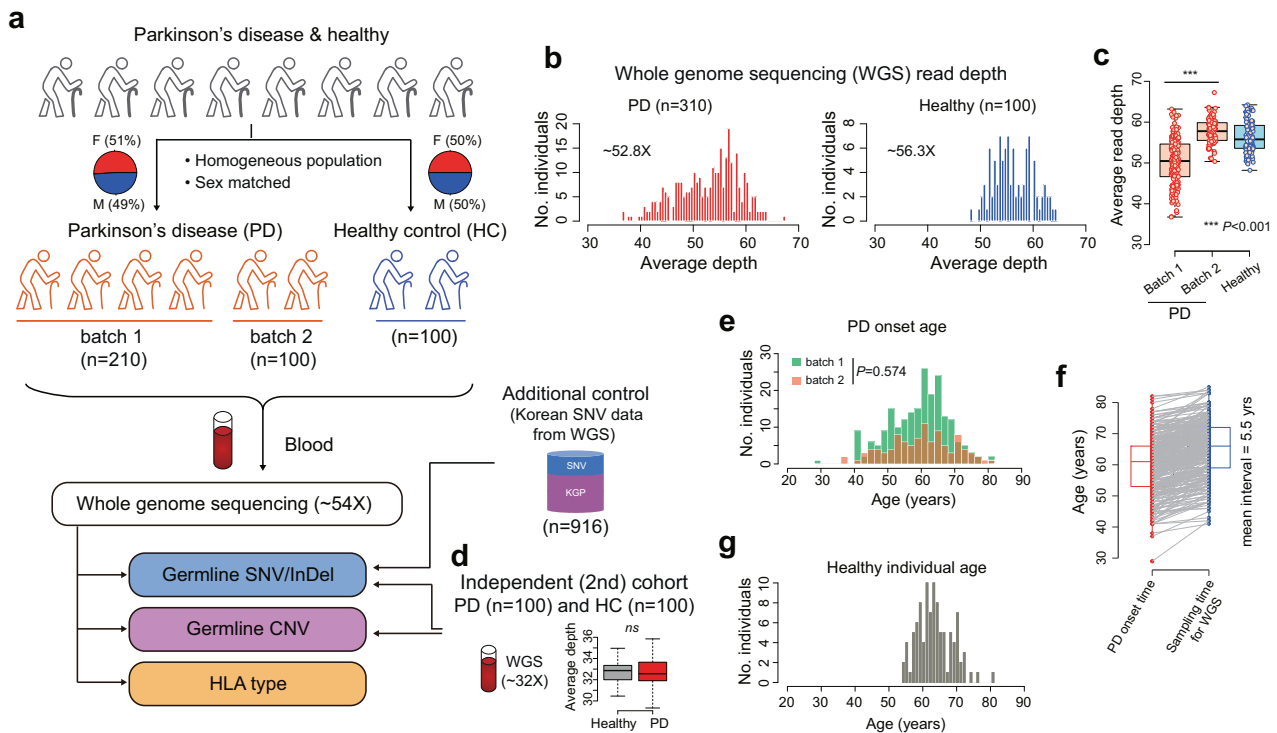 a
Parkinson's disease & healthy
F (51%)
M (49%)
• Homogeneous population
• Sex matched
F (50%)
M (50%)
Parkinson's disease (PD)
Healthy control (HC)
batch 1
(n=210)
batch 2
(n=100)
(n=100)
Blood
Whole genome sequencing (~54X)
Germline SNV/InDel
Germline CNV
HLA type
Additional control
(Korean SNV data
from WGS)
SNV
KGP
(n=916)
b
Whole genome sequencing (WGS) read depth
PD (n=310)
~52.8X
No. individuals
20
15
10
5
0
30 40 50 60 70
Average depth
Healthy (n=100)
~56.3X
No. individuals
8
6
4
2
0
30 40 50 60 70
Average depth
c
Average read depth
70
60
50
40
30
***
*** P<0.001
Batch 1
Batch 2
Healthy
PD
d
Independent (2nd) cohort
PD (n=100) and HC (n=100)
WGS
(~32X)
Average depth
36
34
32
30
ns
Healthy PD
e
PD onset age
No. individuals
30
20
10
0
batch 1
batch 2
P=0.574
20 30 40 50 60 70 80 90
Age (years)
f
Age (years)
80
70
60
50
40
30
mean interval = 5.5 yrs
PD onset time
Sampling time
for WGS
g
Healthy individual age
No. individuals
10
8
6
4
2
0
20 30 40 50 60 70 80 90
Age (years)